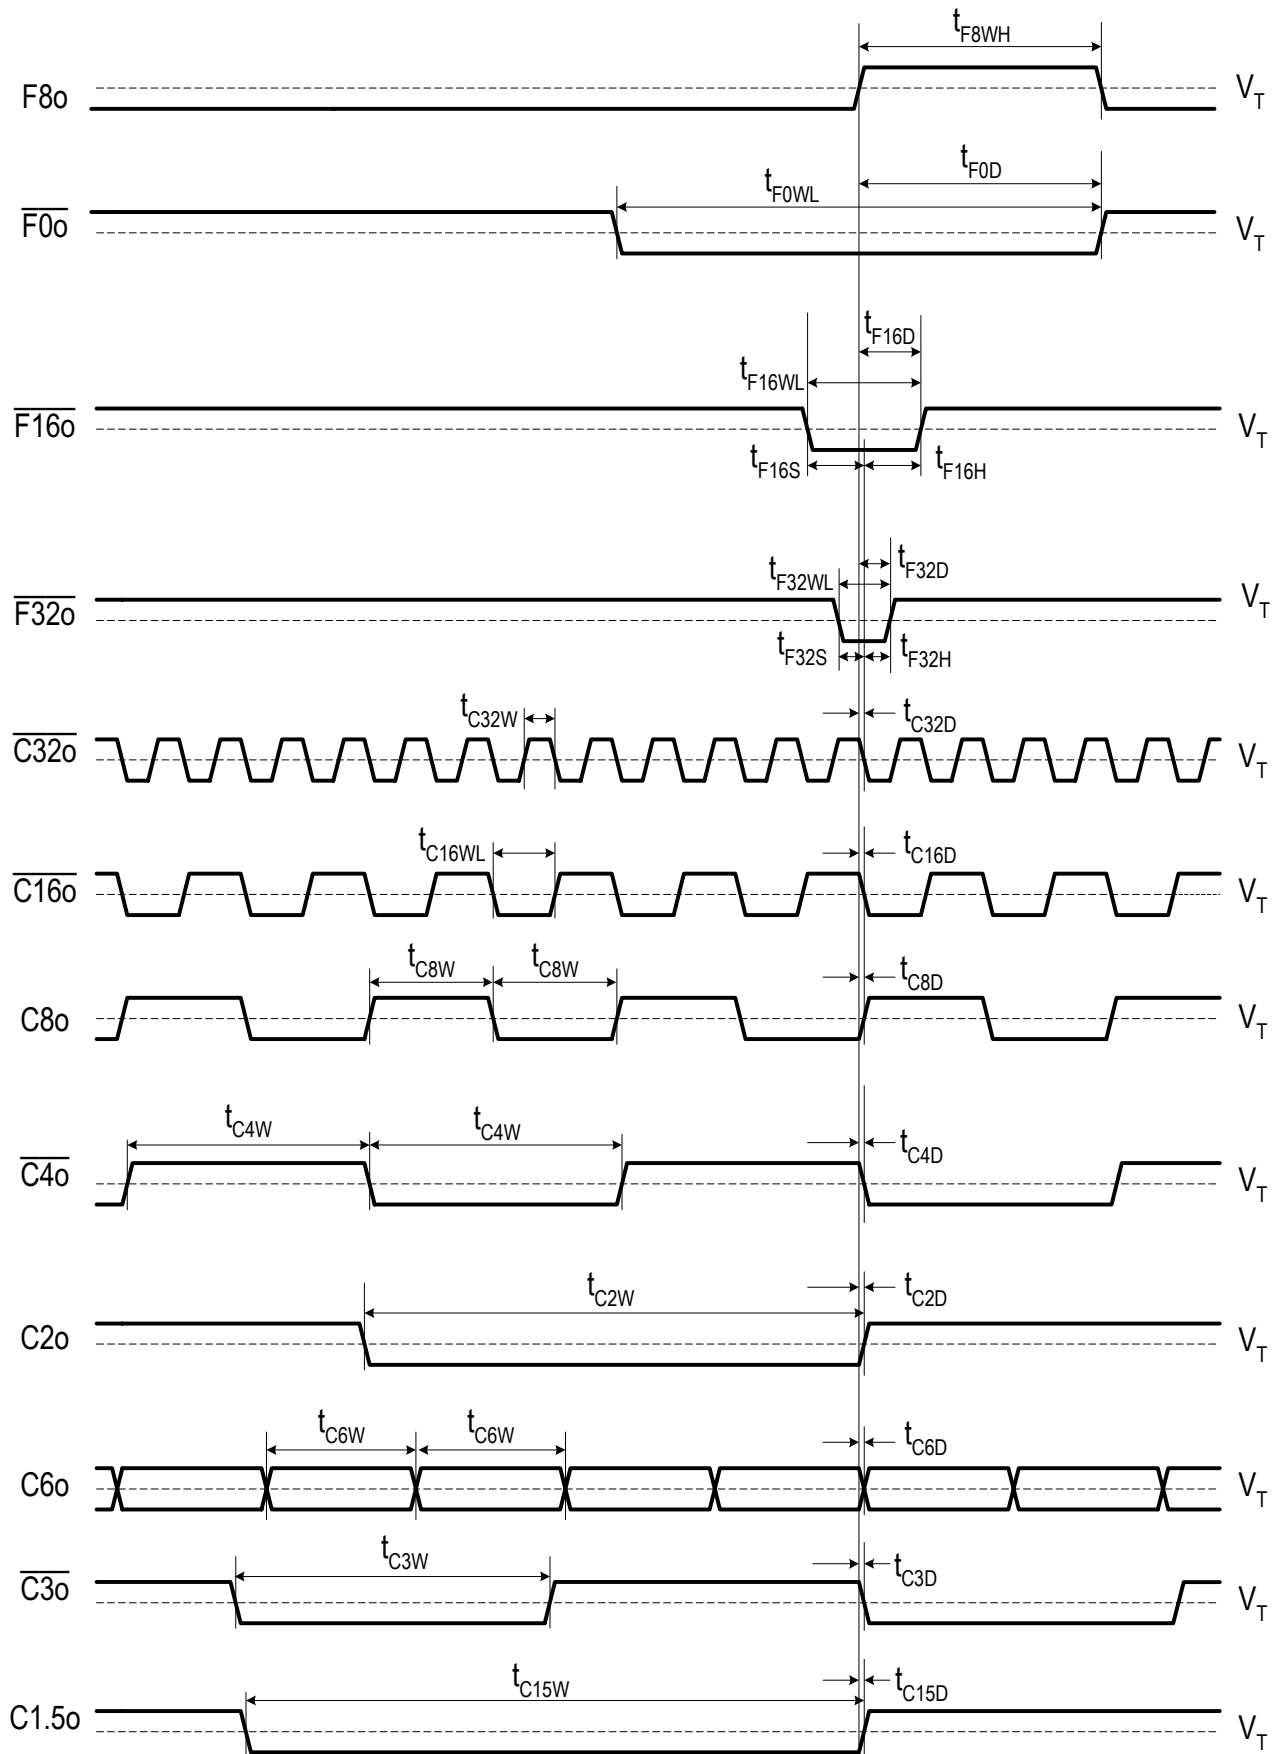 tF8WH
F8o VT
tF0WL tF0D
F0o VT
tF16D
tF16WL
F16o VT
tF16S tF16H
tF32D
tF32WL
F32o VT
tF32S tF32H
tC32W tC32D
C32o VT
tC16WL tC16D
C16o VT
tC8W tC8W tC8D
C8o VT
tC4W tC4W tC4D
C4o VT
tC2W tC2D
C2o VT
tC6W tC6W tC6D
C6o VT
tC3W tC3D
C3o VT
tC15W tC15D
C1.5o VT